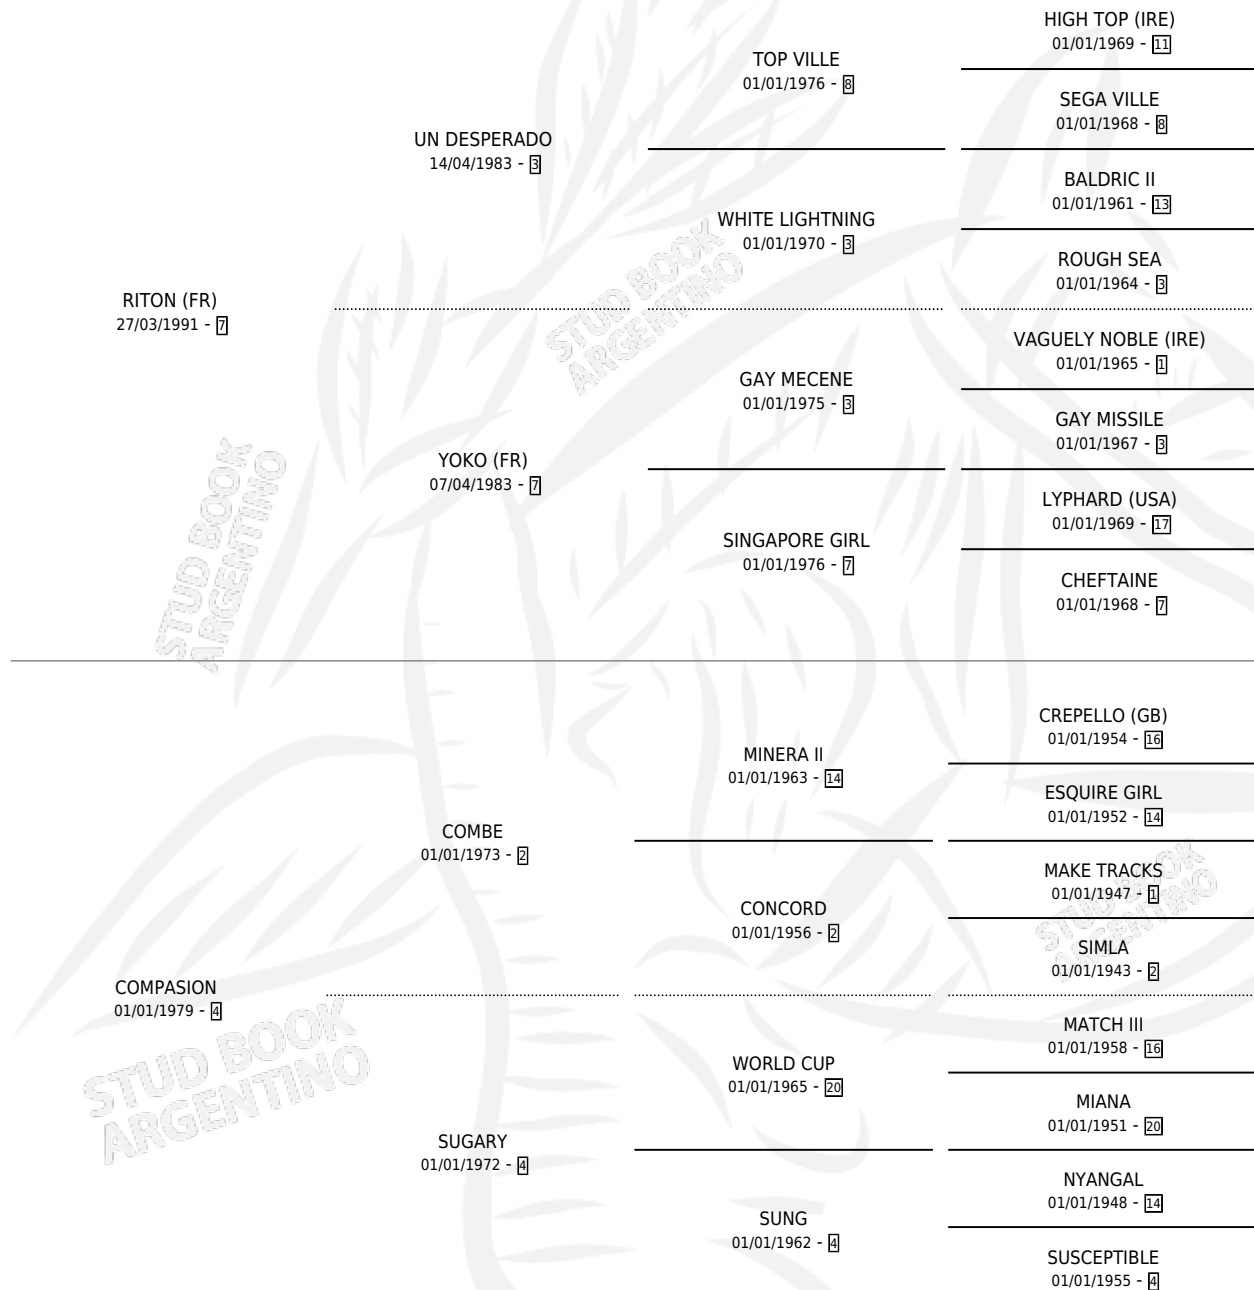 HIGH TOP (IRE)
01/01/1969 - 11
TOP VILLE
01/01/1976 - 8
SEGA VILLE
01/01/1968 - 8
UN DESPERADO
14/04/1983 - 3
BALDRIC II
01/01/1961 - 13
WHITE LIGHTNING
01/01/1970 - 3
ROUGH SEA
01/01/1964 - 3
RITON (FR)
27/03/1991 - 7
VAGUELY NOBLE (IRE)
01/01/1965 - 1
GAY MECENE
01/01/1975 - 3
GAY MISSILE
01/01/1967 - 3
YOKO (FR)
07/04/1983 - 7
LYPHARD (USA)
01/01/1969 - 17
SINGAPORE GIRL
01/01/1976 - 7
CHEFTAINE
01/01/1968 - 7
CREPELLO (GB)
01/01/1954 - 16
MINERA II
01/01/1963 - 14
ESQUIRE GIRL
01/01/1952 - 14
COMBE
01/01/1973 - 2
MAKE TRACKS
01/01/1947 - 1
CONCORD
01/01/1956 - 2
SIMLA
01/01/1943 - 2
COMPASION
01/01/1979 - 4
MATCH III
01/01/1958 - 16
WORLD CUP
01/01/1965 - 20
MIANA
01/01/1951 - 20
SUGARY
01/01/1972 - 4
NYANGAL
01/01/1948 - 14
SUNG
01/01/1962 - 4
SUSCEPTIBLE
01/01/1955 - 4
STUD BOOK
ARGENTINO
STUD BOOK
ARGENTINO
STUD BOOK
ARGENTINO
STUD BOOK
ARGENTINO